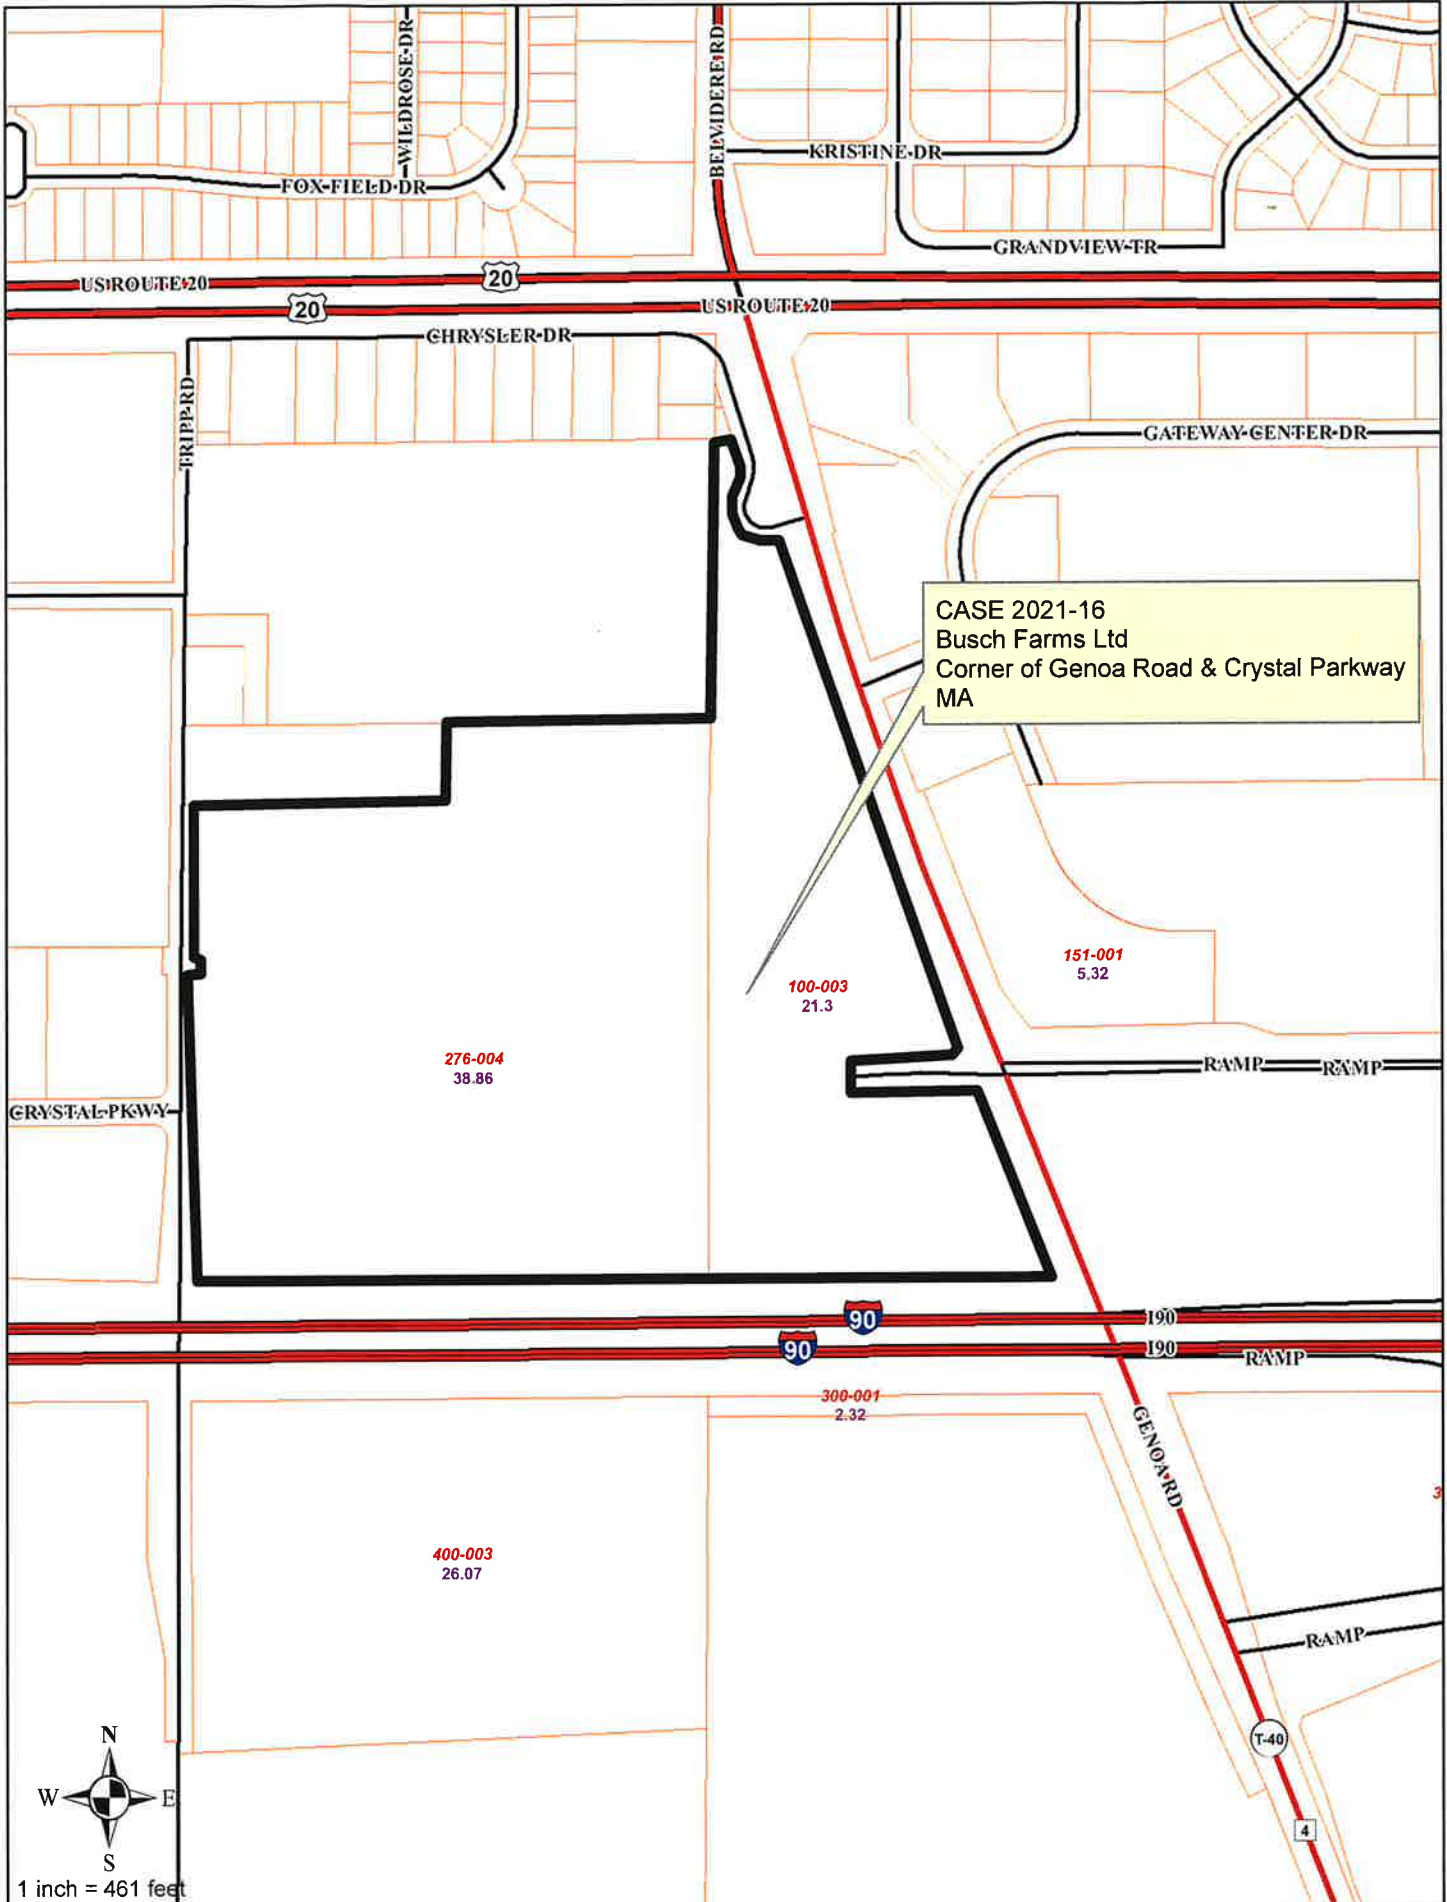 WILDROSE DR
BELVIDERE RD
KRISTINE DR
FOX FIELD DR
GRANDVIEW TR
US ROUTE 20
20
20
US ROUTE 20
CHRYSLER DR
TRIPP RD
GATEWAY CENTER DR
CASE 2021-16
Busch Farms Ltd
Corner of Genoa Road & Crystal Parkway
MA
151-001
5.32
100-003
21.3
276-004
38.86
RAMP
RAMP
CRYSTAL PKWY
90
I90
90
I90
RAMP
300-001
2.32
GENOA RD
3
400-003
26.07
RAMP
T-40
4
N
W
E
S
1 inch = 461 feet